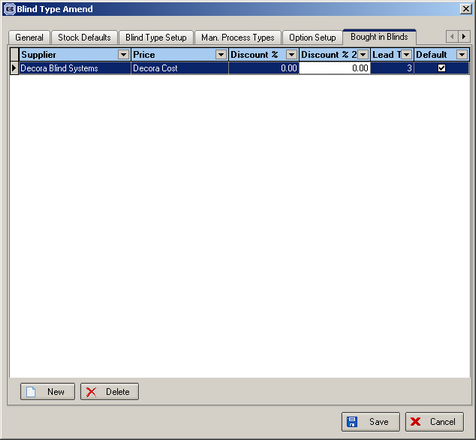 Blind Type Amend
General Stock Defaults Blind Type Setup Man. Process Types Option Setup Bought in Blinds
Supplier Price Discount % Discount % 2 Lead T Default
Decora Blind Systems Decora Cost 0.00 0.00 3
New Delete
Save Cancel